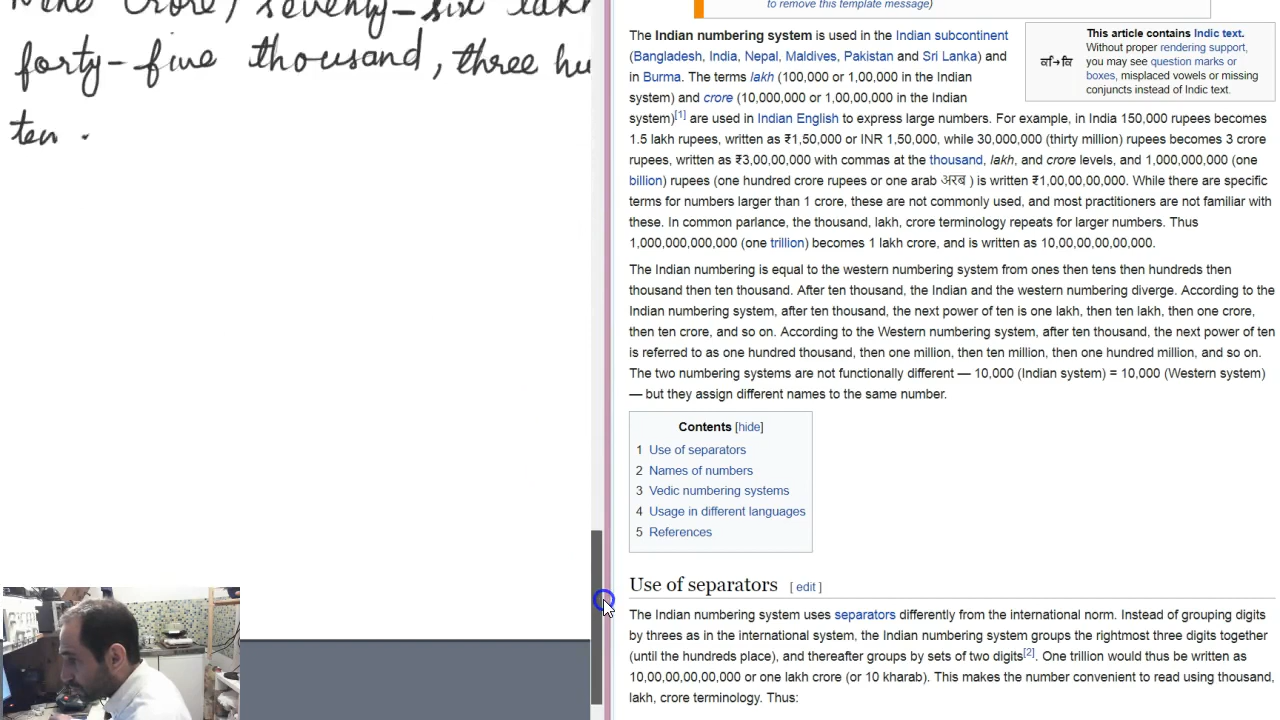 crore, seventy-six lakh
forty-five thousand, three
ten.
to remove this template message)
The Indian numbering system is used in the Indian subcontinent
(Bangladesh, India, Nepal, Maldives, Pakistan and Sri Lanka) and
in Burma. The terms lakh (100,000 or 1,00,000 in the Indian
system) and crore (10,000,000 or 1,00,00,000 in the Indian
system)[1] are used in Indian English to express large numbers. For example, in India 150,000 rupees becomes
1.5 lakh rupees, written as ₹1,50,000 or INR 1,50,000, while 30,000,000 (thirty million) rupees becomes 3 crore
rupees, written as ₹3,00,00,000 with commas at the thousand, lakh, and crore levels, and 1,000,000,000 (one
billion) rupees (one hundred crore rupees or one arab अरब ) is written ₹1,00,00,00,000. While there are specific
terms for numbers larger than 1 crore, these are not commonly used, and most practitioners are not familiar with
these. In common parlance, the thousand, lakh, crore terminology repeats for larger numbers. Thus
1,000,000,000,000 (one trillion) becomes 1 lakh crore, and is written as 10,00,00,00,00,000.
This article contains Indic text.
Without proper rendering support,
you may see question marks or
boxes, misplaced vowels or missing
conjuncts instead of Indic text.
The Indian numbering is equal to the western numbering system from ones then tens then hundreds then
thousand then ten thousand. After ten thousand, the Indian and the western numbering diverge. According to the
Indian numbering system, after ten thousand, the next power of ten is one lakh, then ten lakh, then one crore,
then ten crore, and so on. According to the Western numbering system, after ten thousand, the next power of ten
is referred to as one hundred thousand, then one million, then ten million, then one hundred million, and so on.
The two numbering systems are not functionally different — 10,000 (Indian system) = 10,000 (Western system)
— but they assign different names to the same number.
Contents [hide]
1 Use of separators
2 Names of numbers
3 Vedic numbering systems
4 Usage in different languages
5 References
Use of separators [ edit ]
The Indian numbering system uses separators differently from the international norm. Instead of grouping digits
by threes as in the international system, the Indian numbering system groups the rightmost three digits together
(until the hundreds place), and thereafter groups by sets of two digits[2]. One trillion would thus be written as
10,00,00,00,00,000 or one lakh crore (or 10 kharab). This makes the number convenient to read using thousand,
lakh, crore terminology. Thus: